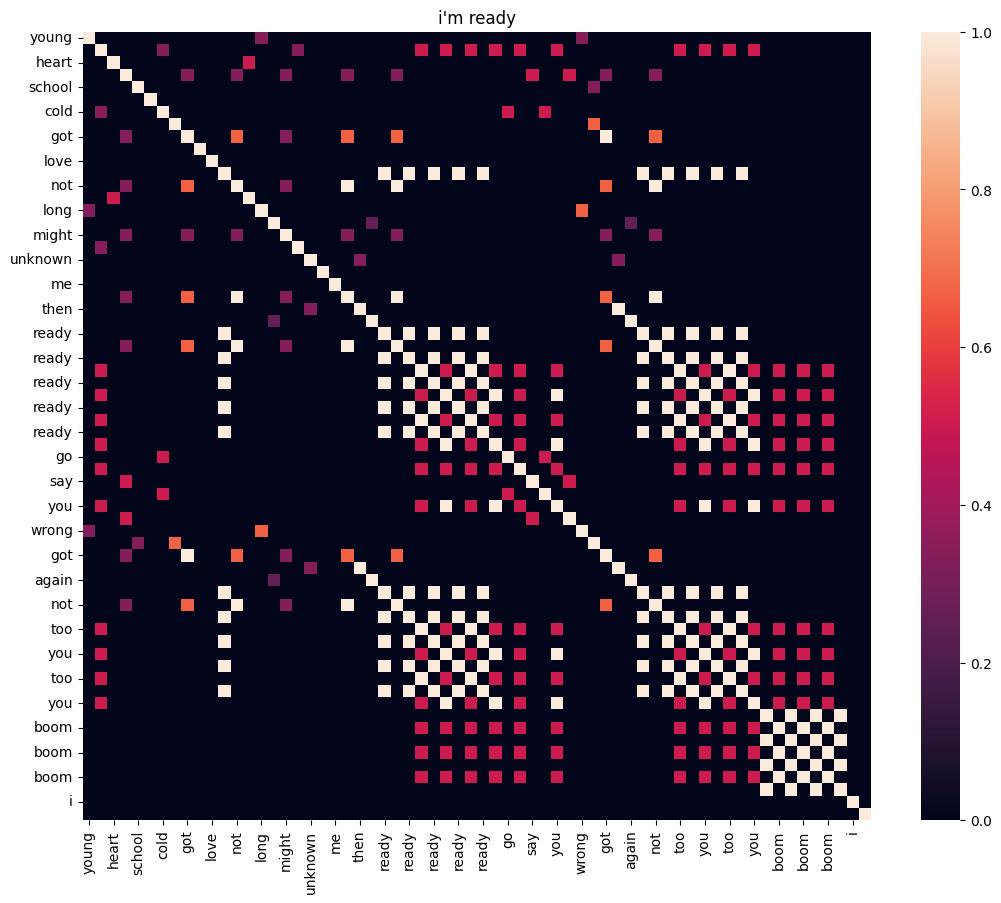 i'm ready
young
heart
school
cold
got
love
not
long
might
unknown
me
then
ready
ready
ready
ready
ready
go
say
you
wrong
got
again
not
too
you
too
you
boom
boom
boom
i
young
heart
school
cold
got
love
not
long
might
unknown
me
then
ready
ready
ready
ready
ready
go
say
you
wrong
got
again
not
too
you
too
you
boom
boom
boom
i
1.0
0.8
0.6
0.4
0.2
0.0